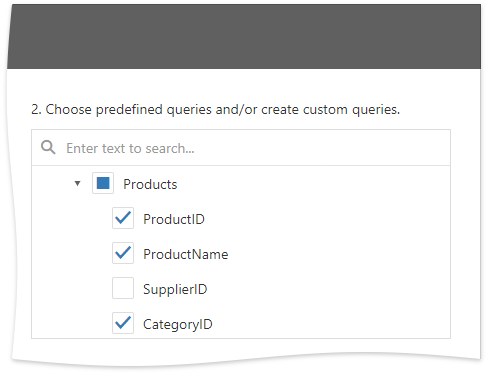 2. Choose predefined queries and/or create custom queries.
Enter text to search...
Products
ProductID
ProductName
SupplierID
CategoryID